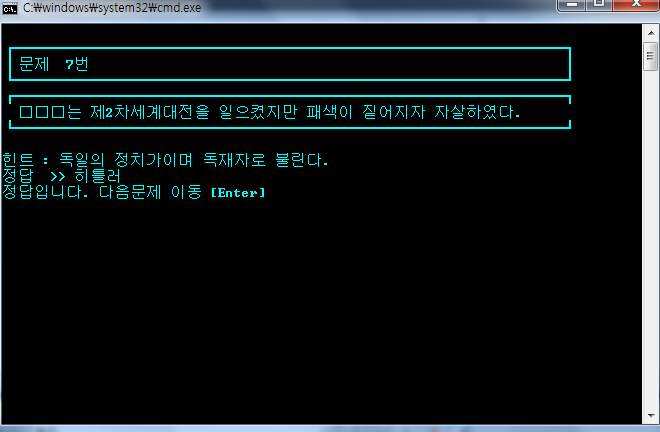 C:₩windows₩system32₩cmd.exe
문제 7번
□□□는 제2차세계대전을 일으켰지만 패색이 짙어지자 자살하였다.
힌트 : 독일의 정치가이며 독재자로 불린다.
정답 >> 히틀러
정답입니다. 다음문제 이동 [Enter]